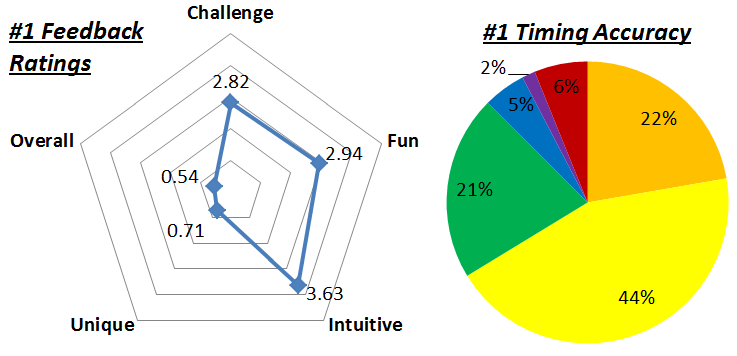 #1 Feedback
Ratings
Challenge
2.82
Overall
Fun
2.94
0.54
0.71
3.63
Unique
Intuitive
#1 Timing Accuracy
2%
6%
5%
22%
21%
44%